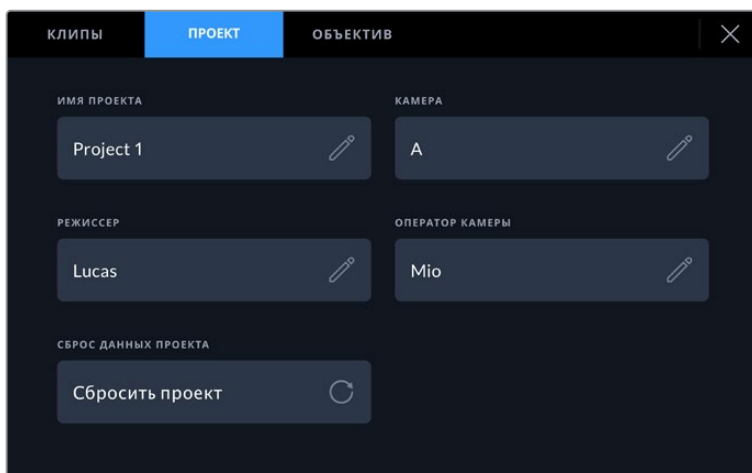 КЛИПЫ ПРОЕКТ ОБЪЕКТИВ
ИМЯ ПРОЕКТА КАМЕРА
Project 1 A
РЕЖИССЕР ОПЕРАТОР КАМЕРЫ
Lucas Mio
СБРОС ДАННЫХ ПРОЕКТА
Сбросить проект